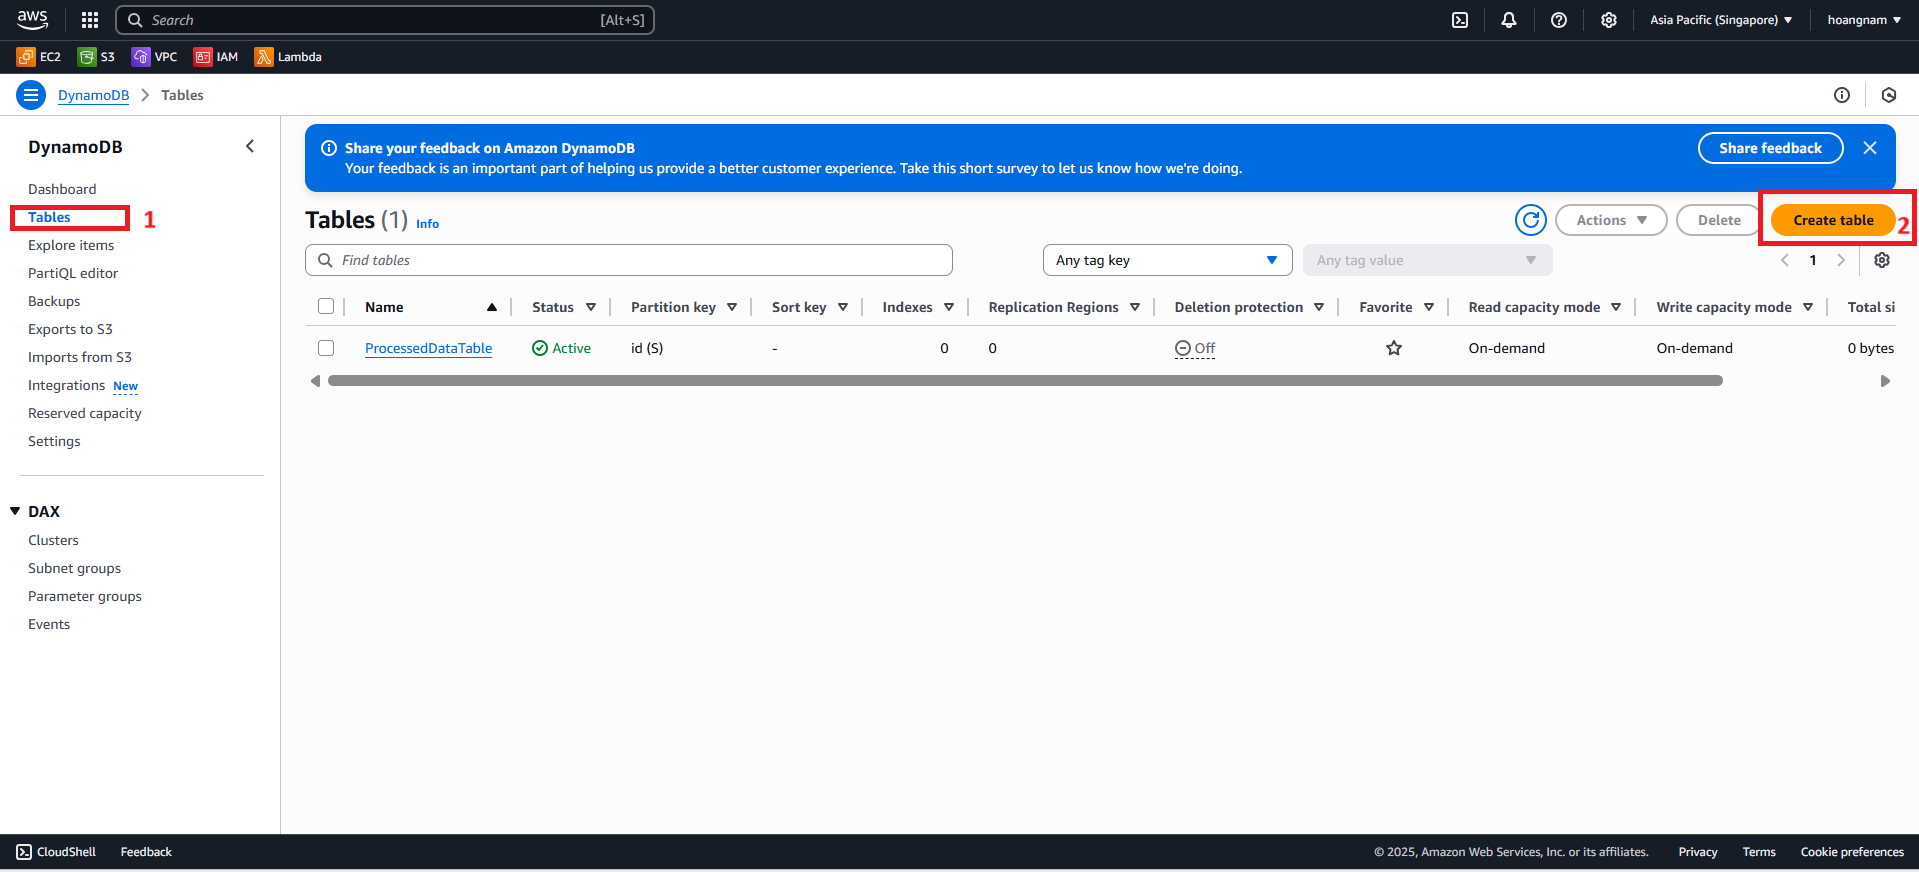 aws Search [Alt+S] Asia Pacific (Singapore) hoangnam
EC2 S3 VPC IAM Lambda
DynamoDB Tables
DynamoDB
Dashboard
Tables 1
Explore items
PartiQL editor
Backups
Exports to S3
Imports from S3
Integrations New
Reserved capacity
Settings
DAX
Clusters
Subnet groups
Parameter groups
Events
Share your feedback on Amazon DynamoDB
Your feedback is an important part of helping us provide a better customer experience. Take this short survey to let us know how we're doing.
Share feedback
Tables (1) Info
Actions Delete Create table 2
Find tables Any tag key Any tag value 1
Name Status Partition key Sort key Indexes Replication Regions Deletion protection Favorite Read capacity mode Write capacity mode Total si
ProcessedDataTable Active id (S) - 0 0 Off On-demand On-demand 0 bytes
CloudShell Feedback © 2025, Amazon Web Services, Inc. or its affiliates. Privacy Terms Cookie preferences